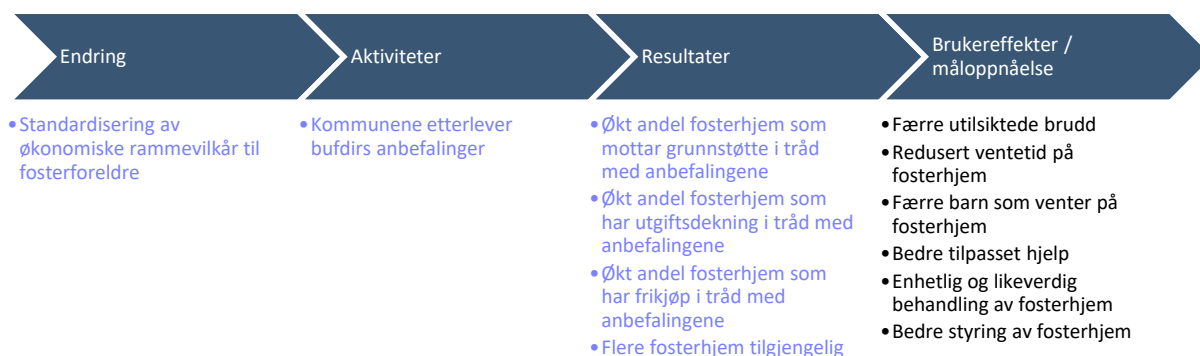 Endring
Aktiviteter
Resultater
Brukereffekter /
måloppnåelse
•Standardisering av
økonomiske rammevilkår til
fosterforeldre
•Kommunene etterlever
bufdirs anbefalinger
•Økt andel fosterhjem som
mottar grunnstøtte i tråd
med anbefalingene
•Økt andel fosterhjem som
har utgiftsdekning i tråd med
anbefalingene
•Økt andel fosterhjem som
har frikjøp i tråd med
anbefalingene
•Flere fosterhjem tilgjengelig
•Færre utilsiktede brudd
•Redusert ventetid på
fosterhjem
•Færre barn som venter på
fosterhjem
•Bedre tilpasset hjelp
•Enhetlig og likeverdig
behandling av fosterhjem
•Bedre styring av fosterhjem